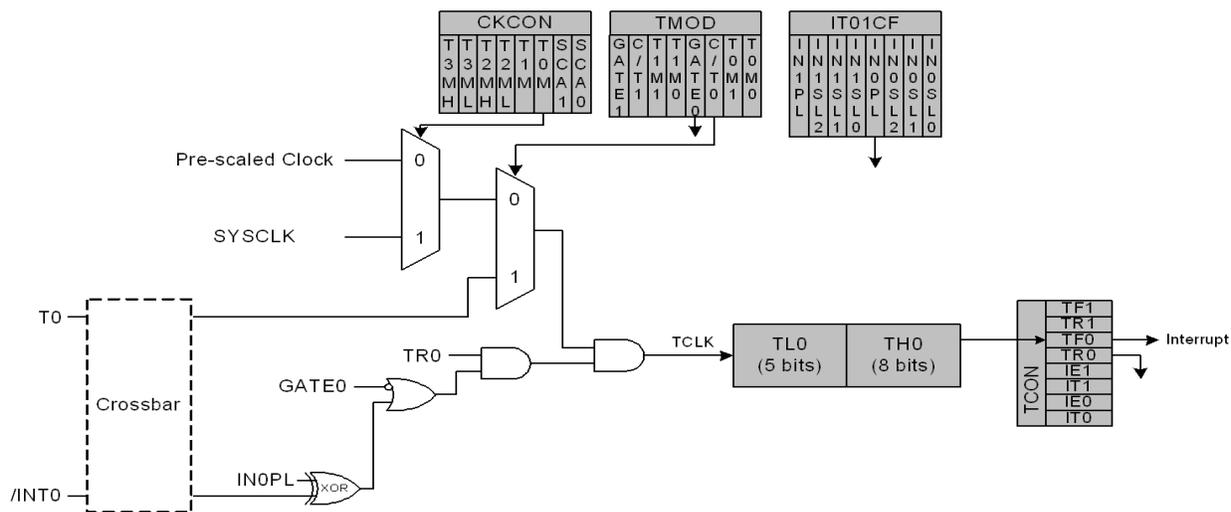 CKCON
T3MH
T3ML
T2MH
T2ML
T1M
T0M
SCA1
SCA0
TMOD
GATE1
C/T1
T1M1
T1M0
GATE0
C/T0
T0M1
T0M0
IT01CF
IN1PL
IN1SL2
IN1SL1
IN1SL0
IN0PL
IN0SL2
IN0SL1
IN0SL0
Pre-scaled Clock
0
SYSCLK
1
0
1
T0
Crossbar
/INT0
TR0
GATE0
IN0PL
XOR
TCLK
TL0
(5 bits)
TH0
(8 bits)
TCON
TF1
TR1
TF0
TR0
IE1
IT1
IE0
IT0
Interrupt